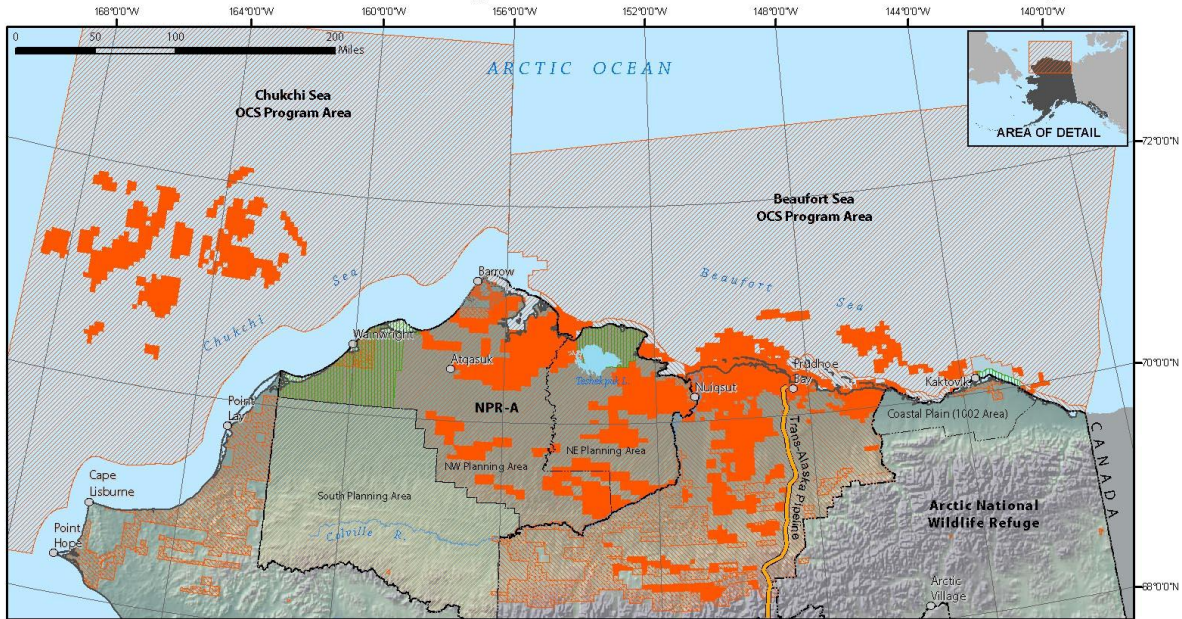 168°0'0"W
164°0'0"W
160°0'0"W
156°0'0"W
152°0'0"W
148°0'0"W
144°0'0"W
140°0'0"W
0 50 100 200
Miles
ARCTIC OCEAN
Chukchi Sea
OCS Program Area
AREA OF DETAIL
72°0'0"N
Beaufort Sea
OCS Program Area
Chukchi Sea
Beaufort Sea
Barrow
Wainwright
Atqasuk
Teshekpuk L.
Nuiqsut
Prudhoe
Bay
Kaktovik
70°0'0"N
Point
Lay
NPR-A
Coastal Plain (1002 Area)
CANADA
NE Planning Area
NW Planning Area
South Planning Area
Trans-Alaska Pipeline
Cape
Lisburne
Arctic National
Wildlife Refuge
Point
Hope
Colville R.
Arctic
Village
68°0'0"N